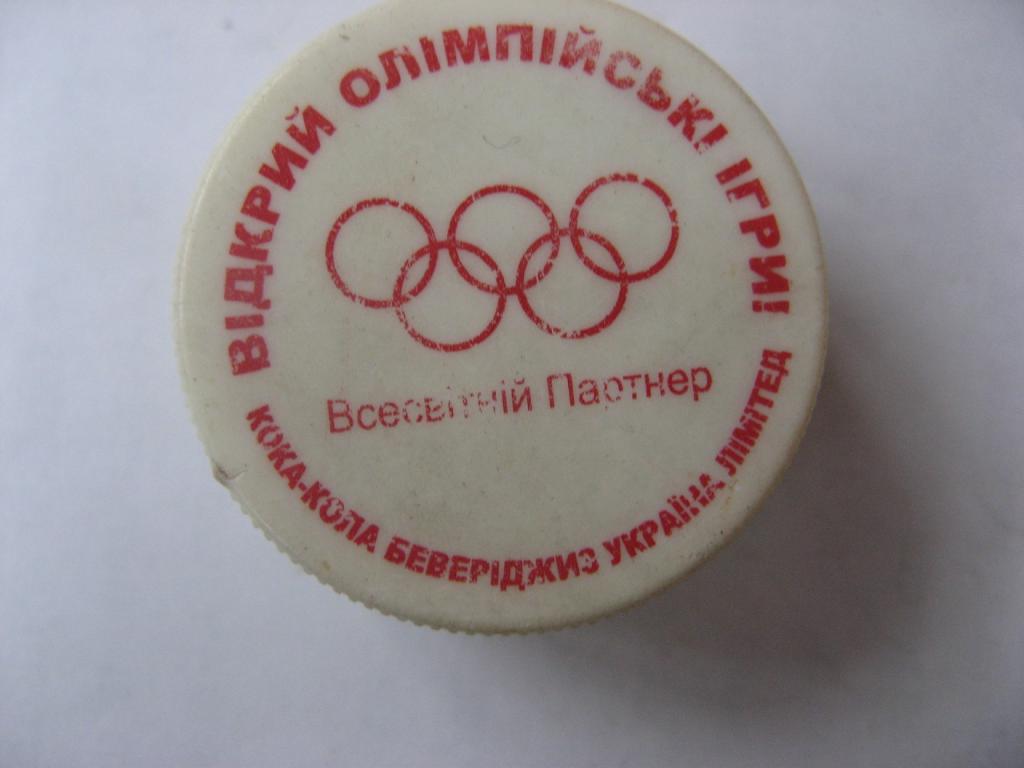 ВІДКРИЙ ОЛІМПІЙСЬКІ ІГРИ!
Всесвітній Партнер
КОКА-КОЛА БЕВЕРІДЖИЗ УКРАЇНА ЛІМІТЕД